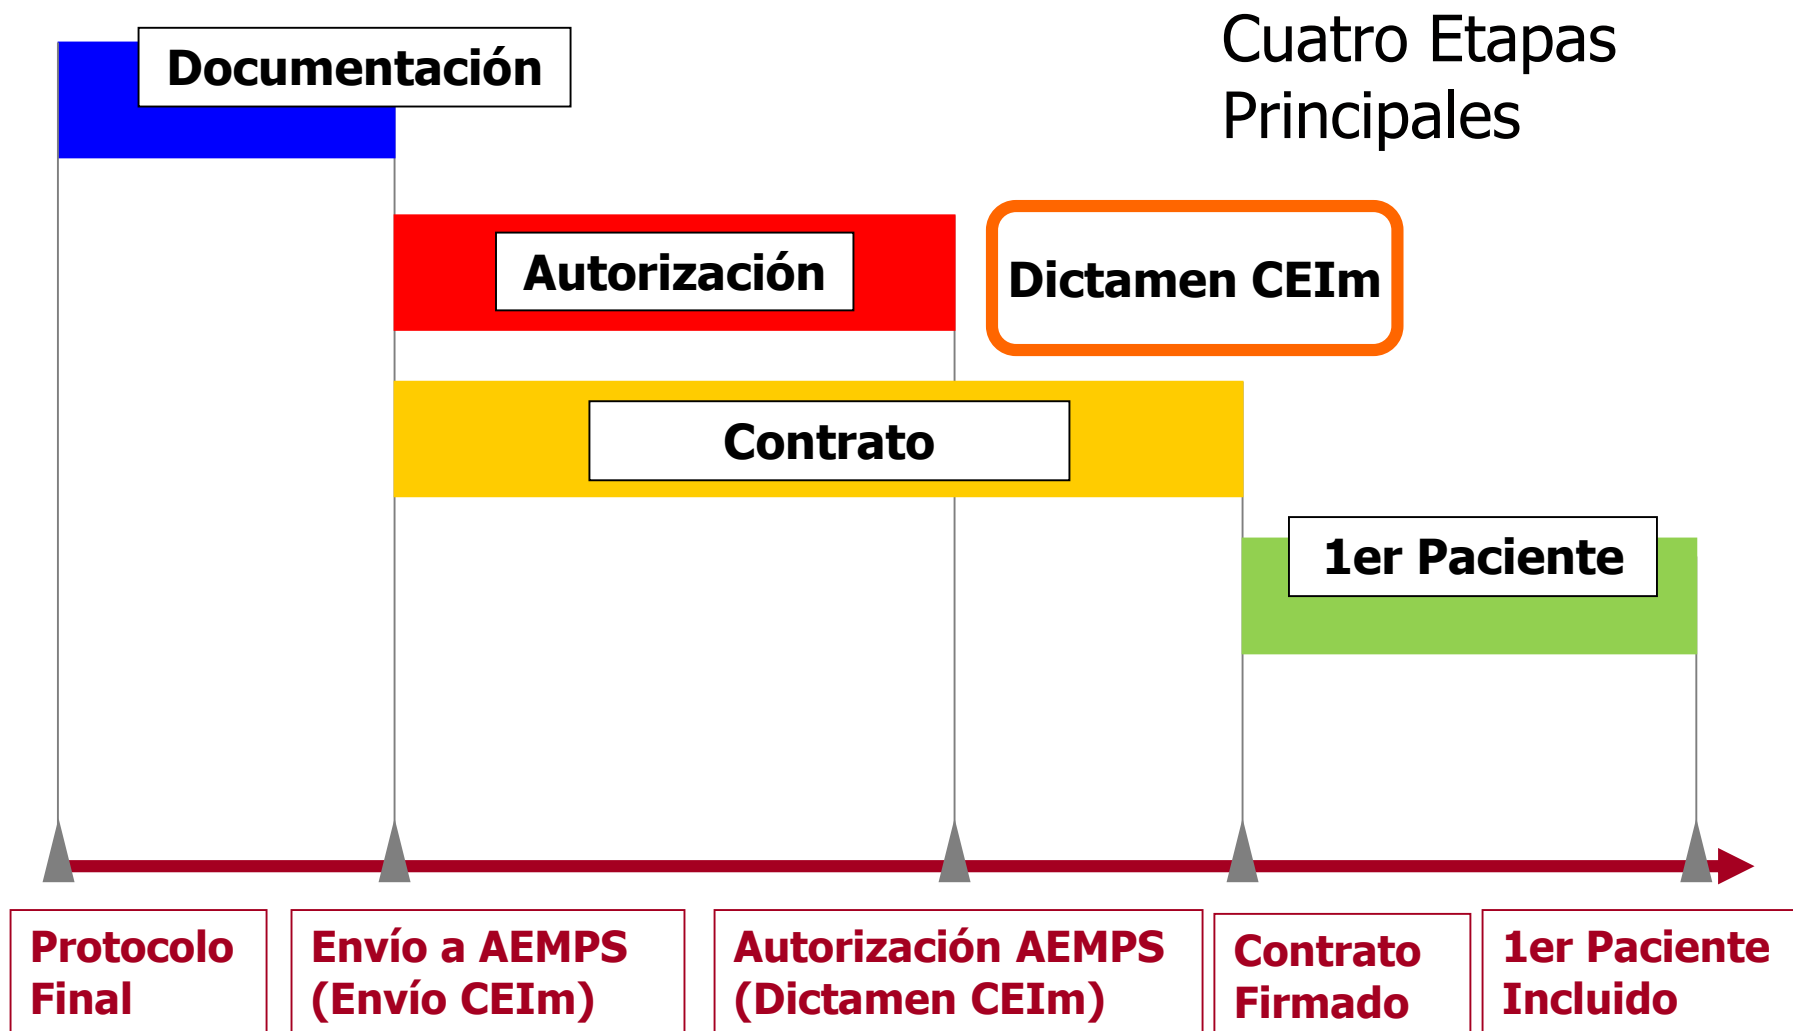 Cuatro Etapas
Principales
Documentación
Autorización
Dictamen CEIm
Contrato
1er Paciente
Protocolo
Final
Envío a AEMPS
(Envío CEIm)
Autorización AEMPS
(Dictamen CEIm)
Contrato
Firmado
1er Paciente
Incluido